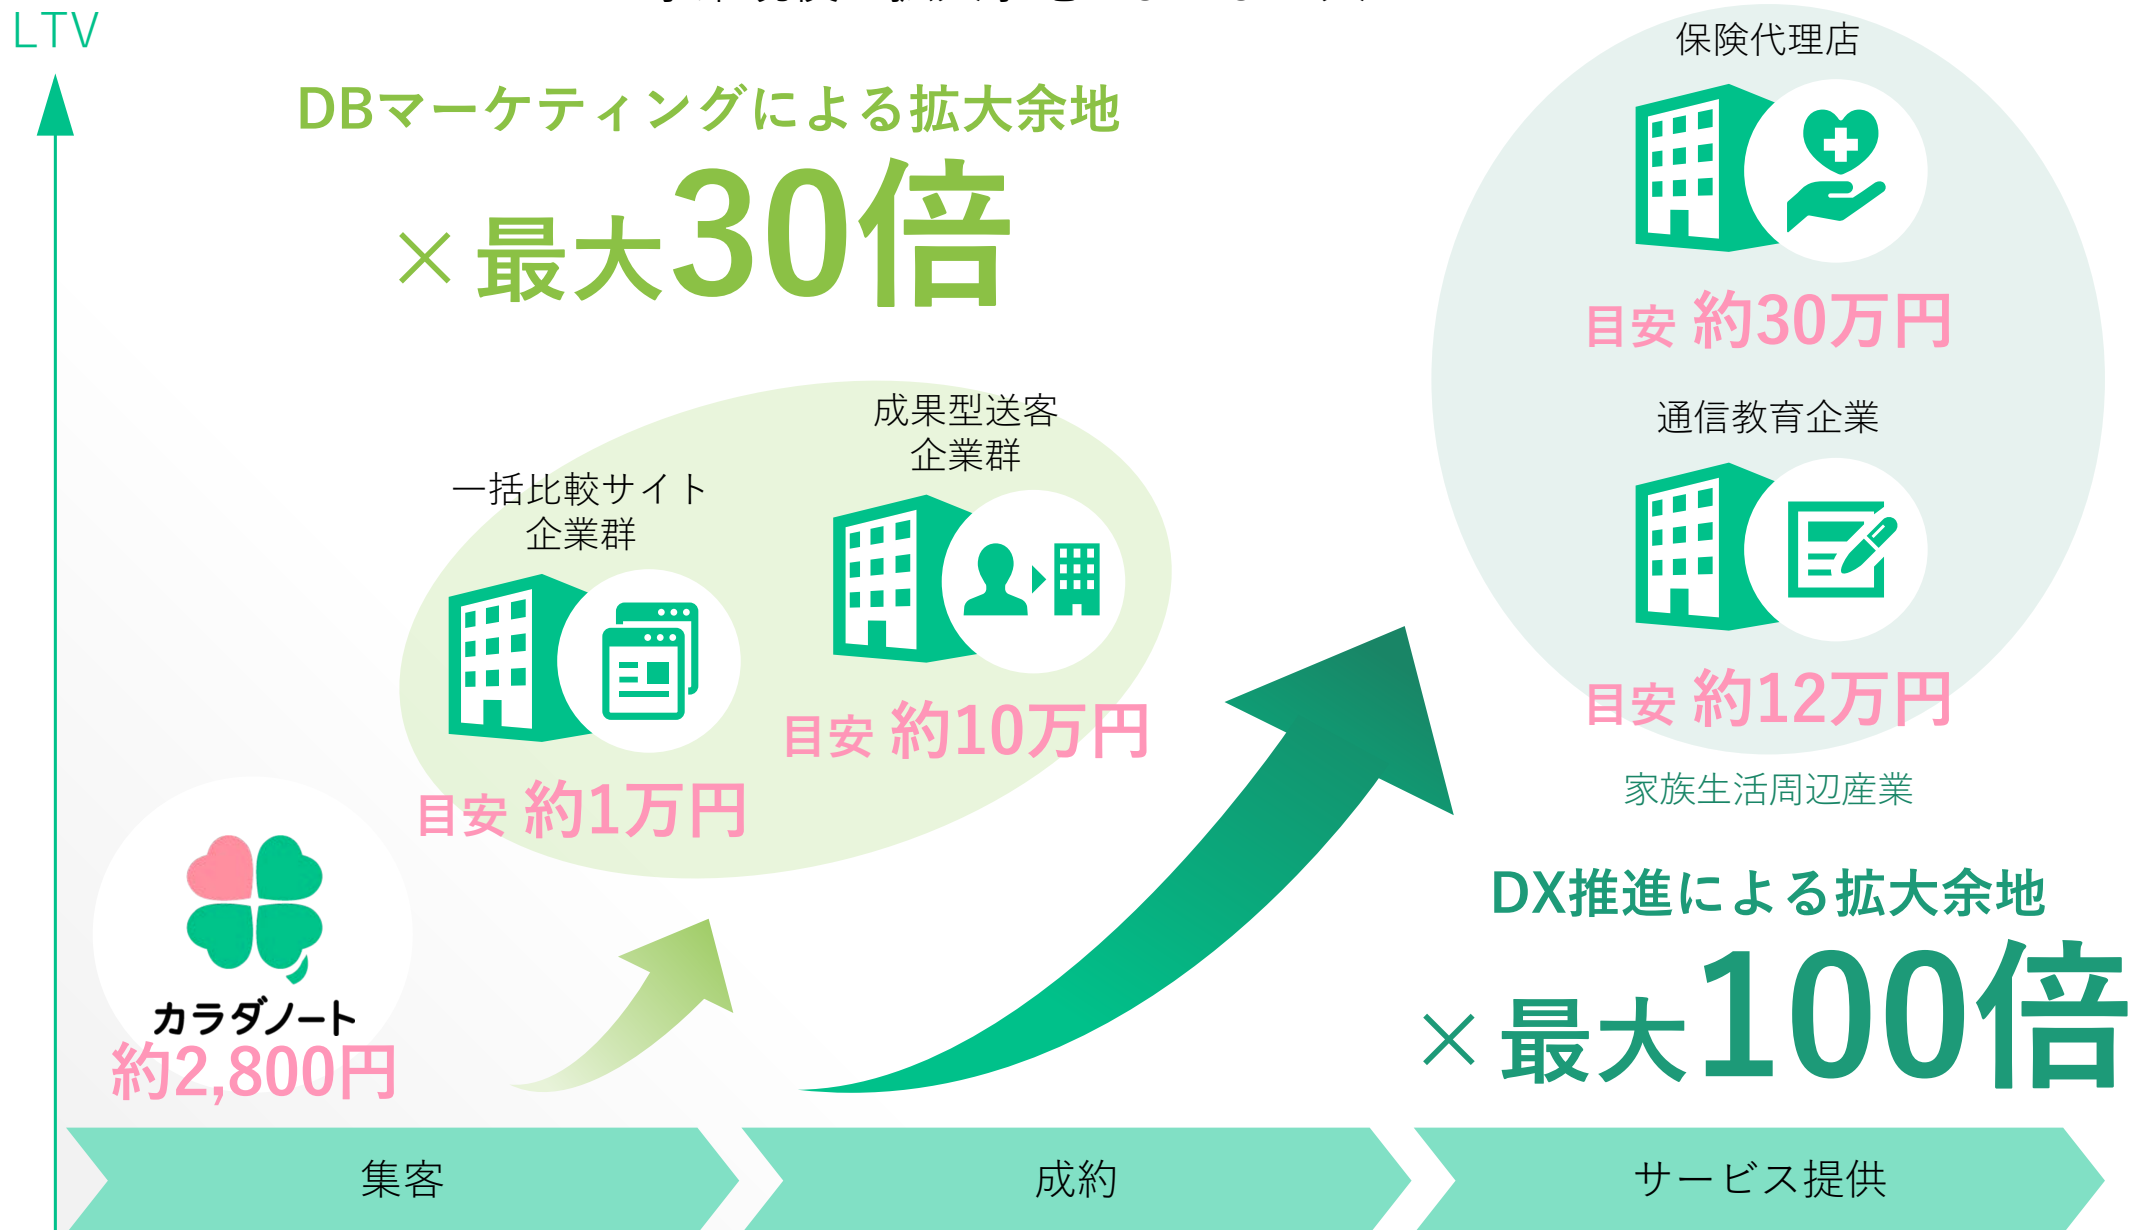 LTV
DBマーケティングによる拡大余地
×最大30倍
保険代理店
目安 約30万円
通信教育企業
目安 約12万円
家族生活周辺産業
成果型送客
企業群
目安 約10万円
一括比較サイト
企業群
目安 約1万円
カラダノート
約2,800円
DX推進による拡大余地
×最大100倍
集客
成約
サービス提供